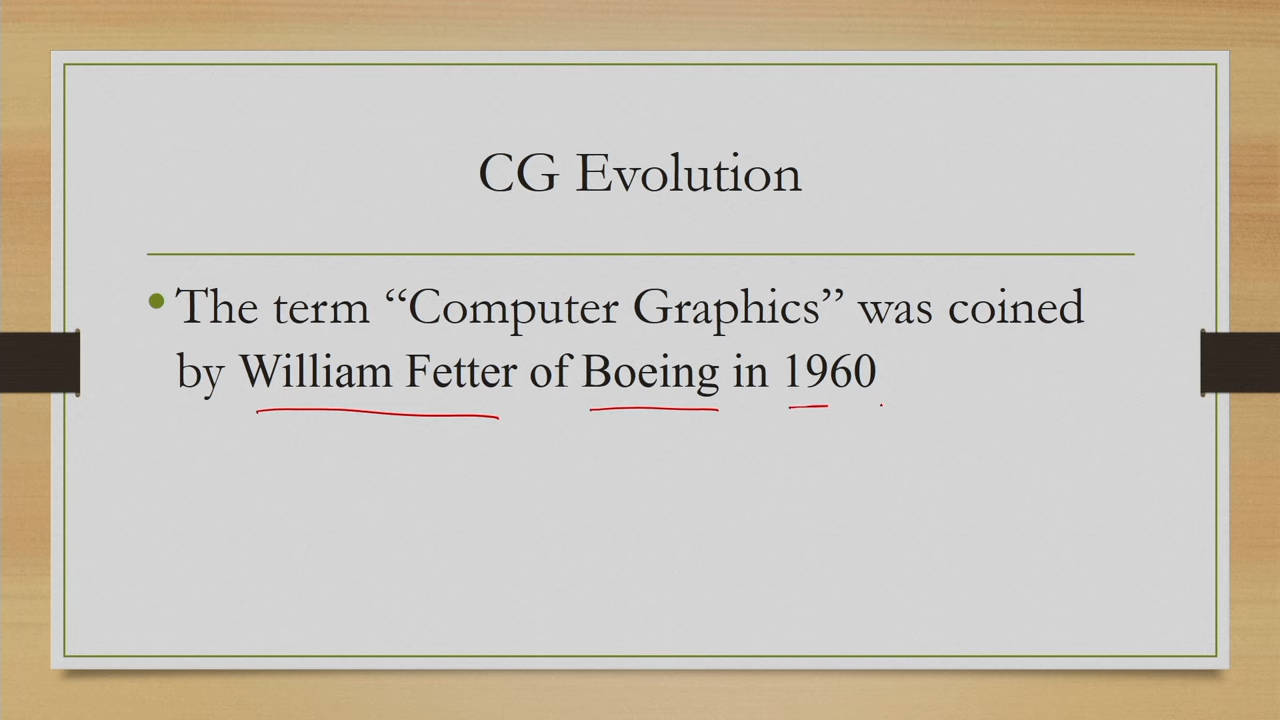 CG Evolution
• The term “Computer Graphics” was coined
by William Fetter of Boeing in 1960